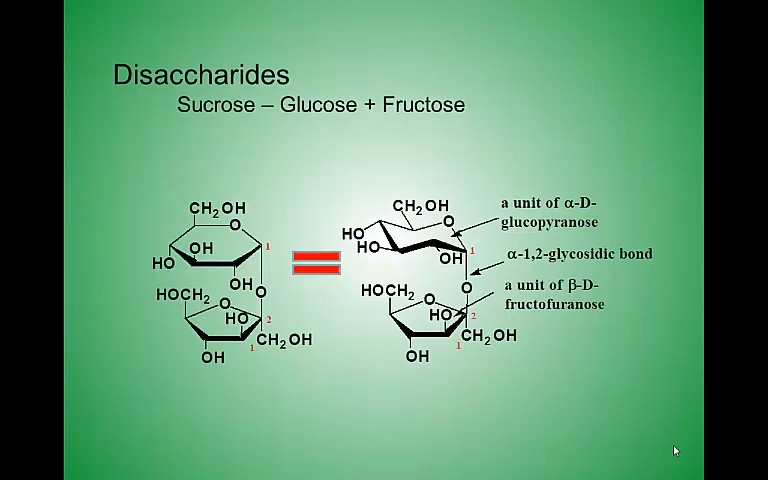 Disaccharides
Sucrose – Glucose + Fructose
CH2OH
O
OH
HO
OH
1
O
HOCH2
O
HO
2
CH2OH
1
OH
CH2OH
O
HO
HO
OH
1
O
HOCH2
O
HO
2
CH2OH
1
OH
a unit of α-D-
glucopyranose
α-1,2-glycosidic bond
a unit of β-D-
fructofuranose